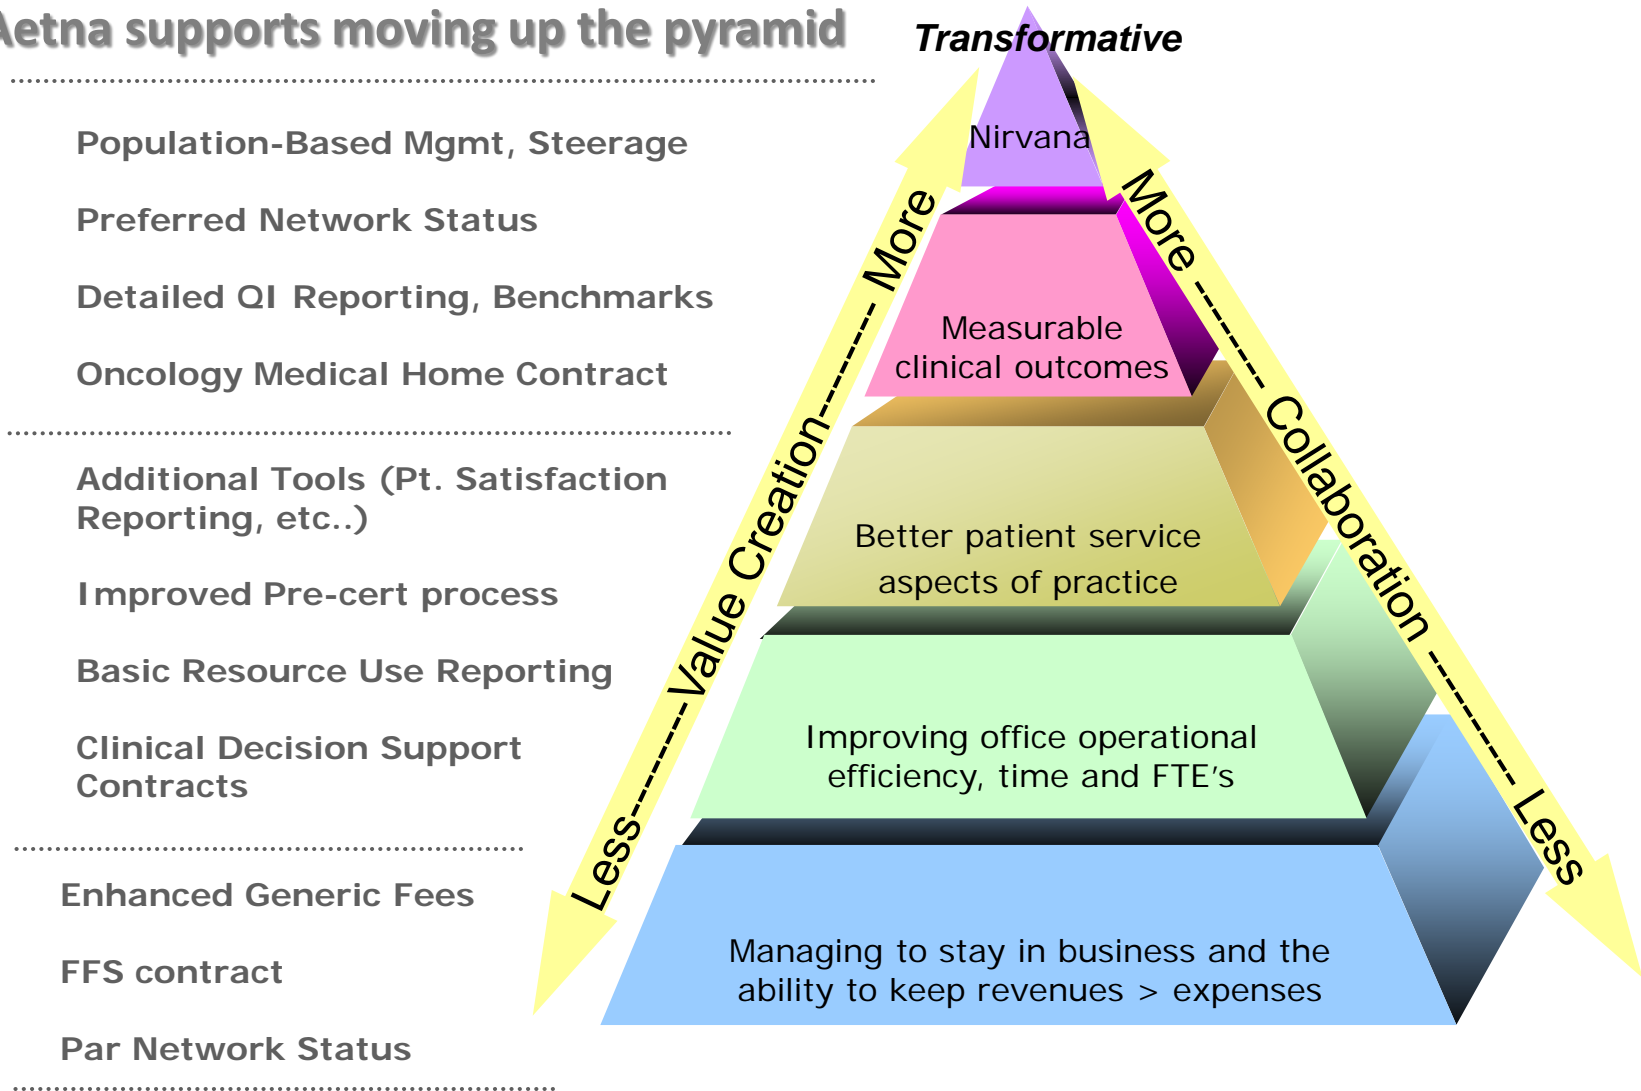 Aetna supports moving up the pyramid
Transformative
Population-Based Mgmt, Steerage
Preferred Network Status
Detailed QI Reporting, Benchmarks
Oncology Medical Home Contract
Additional Tools (Pt. Satisfaction
Reporting, etc..)
Improved Pre-cert process
Basic Resource Use Reporting
Clinical Decision Support
Contracts
Enhanced Generic Fees
FFS contract
Par Network Status
Less-------Value Creation------ More
Nirvana
Measurable
clinical outcomes
Better patient service
aspects of practice
Improving office operational
efficiency, time and FTE's
Managing to stay in business and the
ability to keep revenues > expenses
More ---------- Collaboration ---------- Less